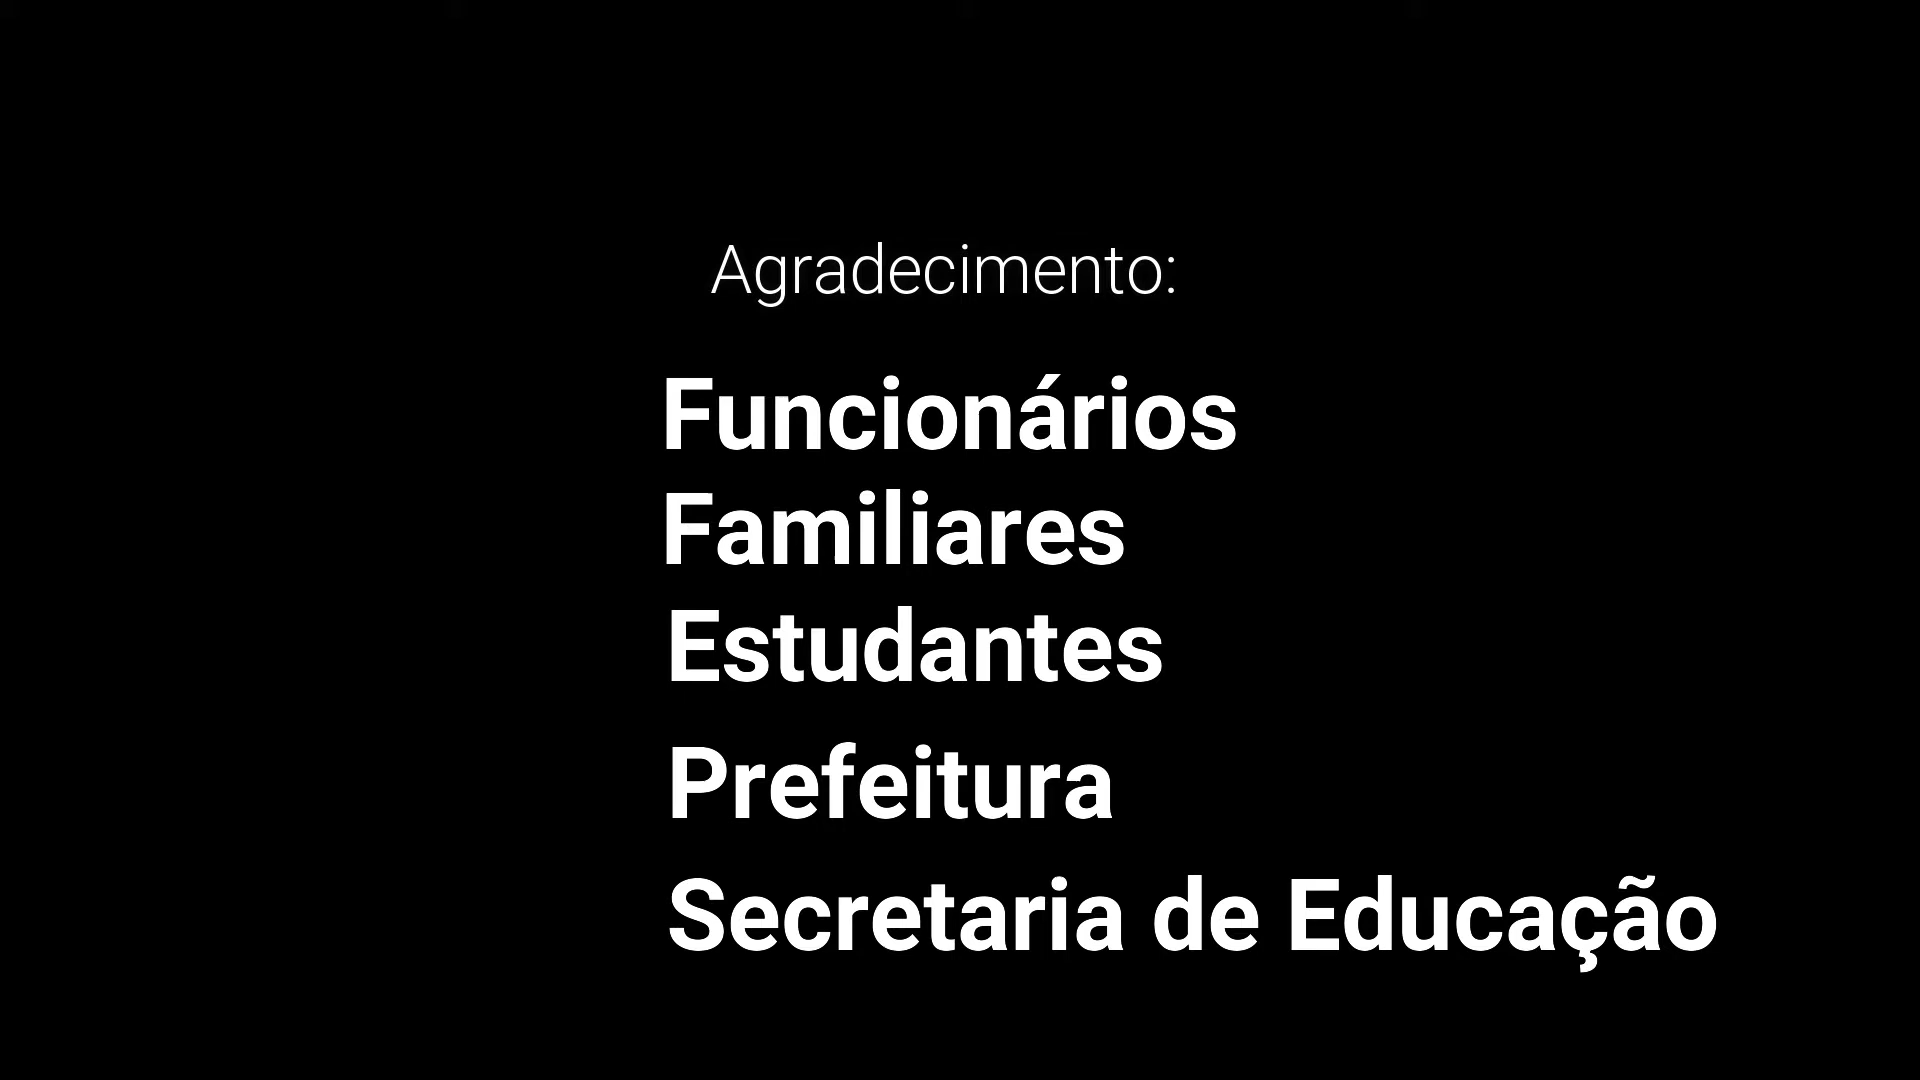 Agradecimento:
Funcionários
Familiares
Estudantes
Prefeitura
Secretaria de Educação